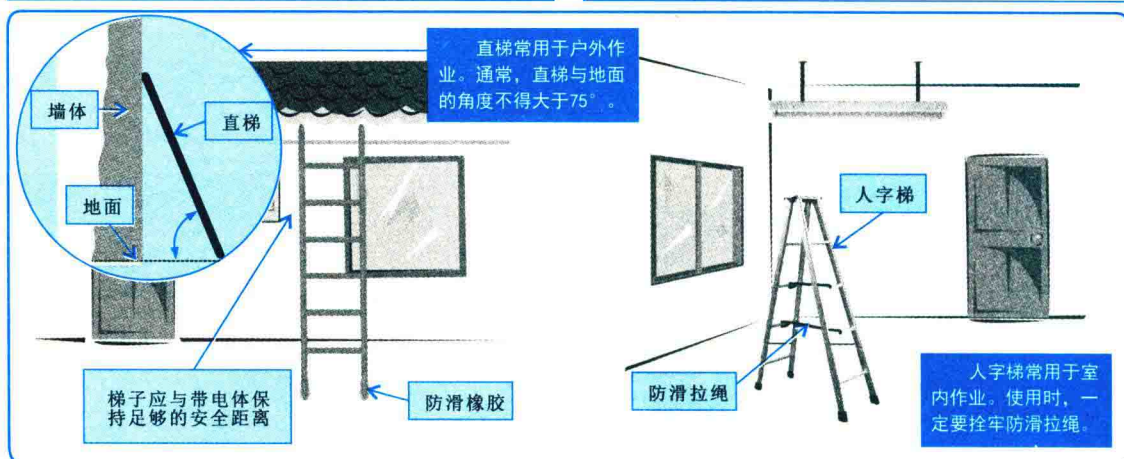 直梯常用于户外作
业。通常，直梯与地面
的角度不得大于75°。
墙体
直梯
地面
梯子应与带电体保
持足够的安全距离
防滑橡胶
人字梯
防滑拉绳
人字梯常用于室
内作业。使用时，一
定要拴牢防滑拉绳。